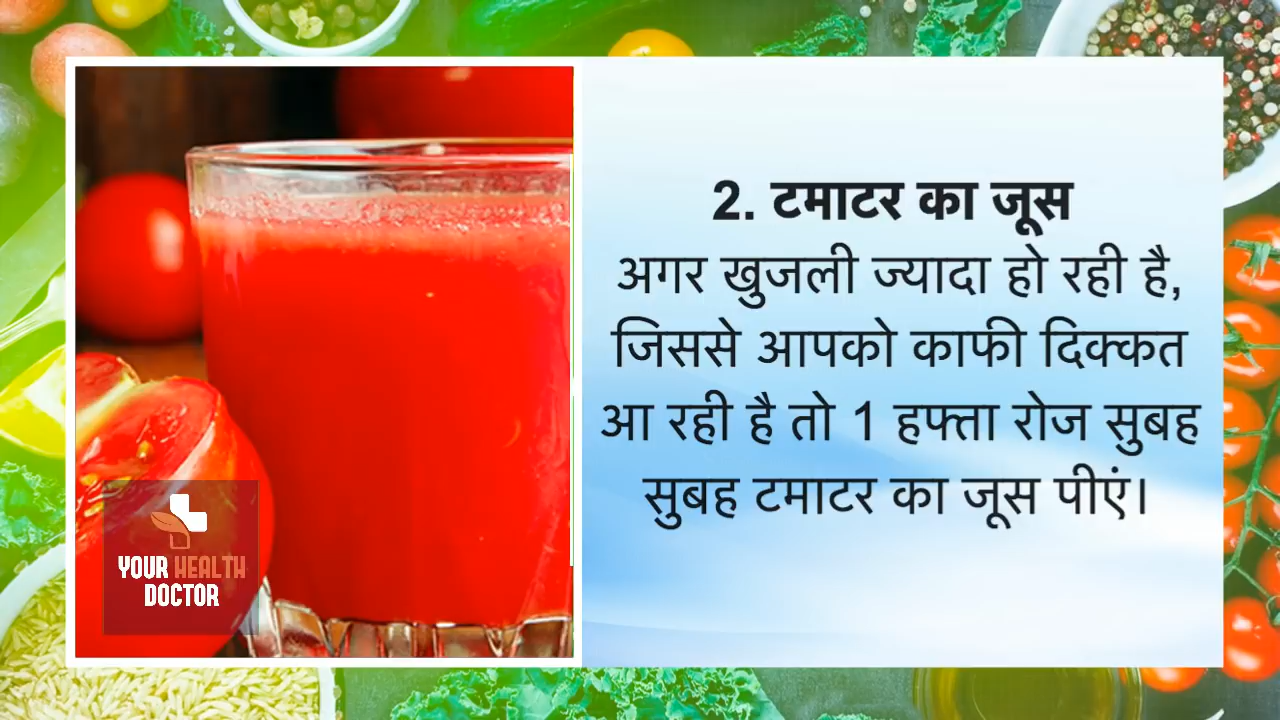 2. टमाटर का जूस
अगर खुजली ज्यादा हो रही है,
जिससे आपको काफी दिक्कत
आ रही है तो 1 हफ्ता रोज सुबह
सुबह टमाटर का जूस पीएं।
YOUR HEALTH
DOCTOR